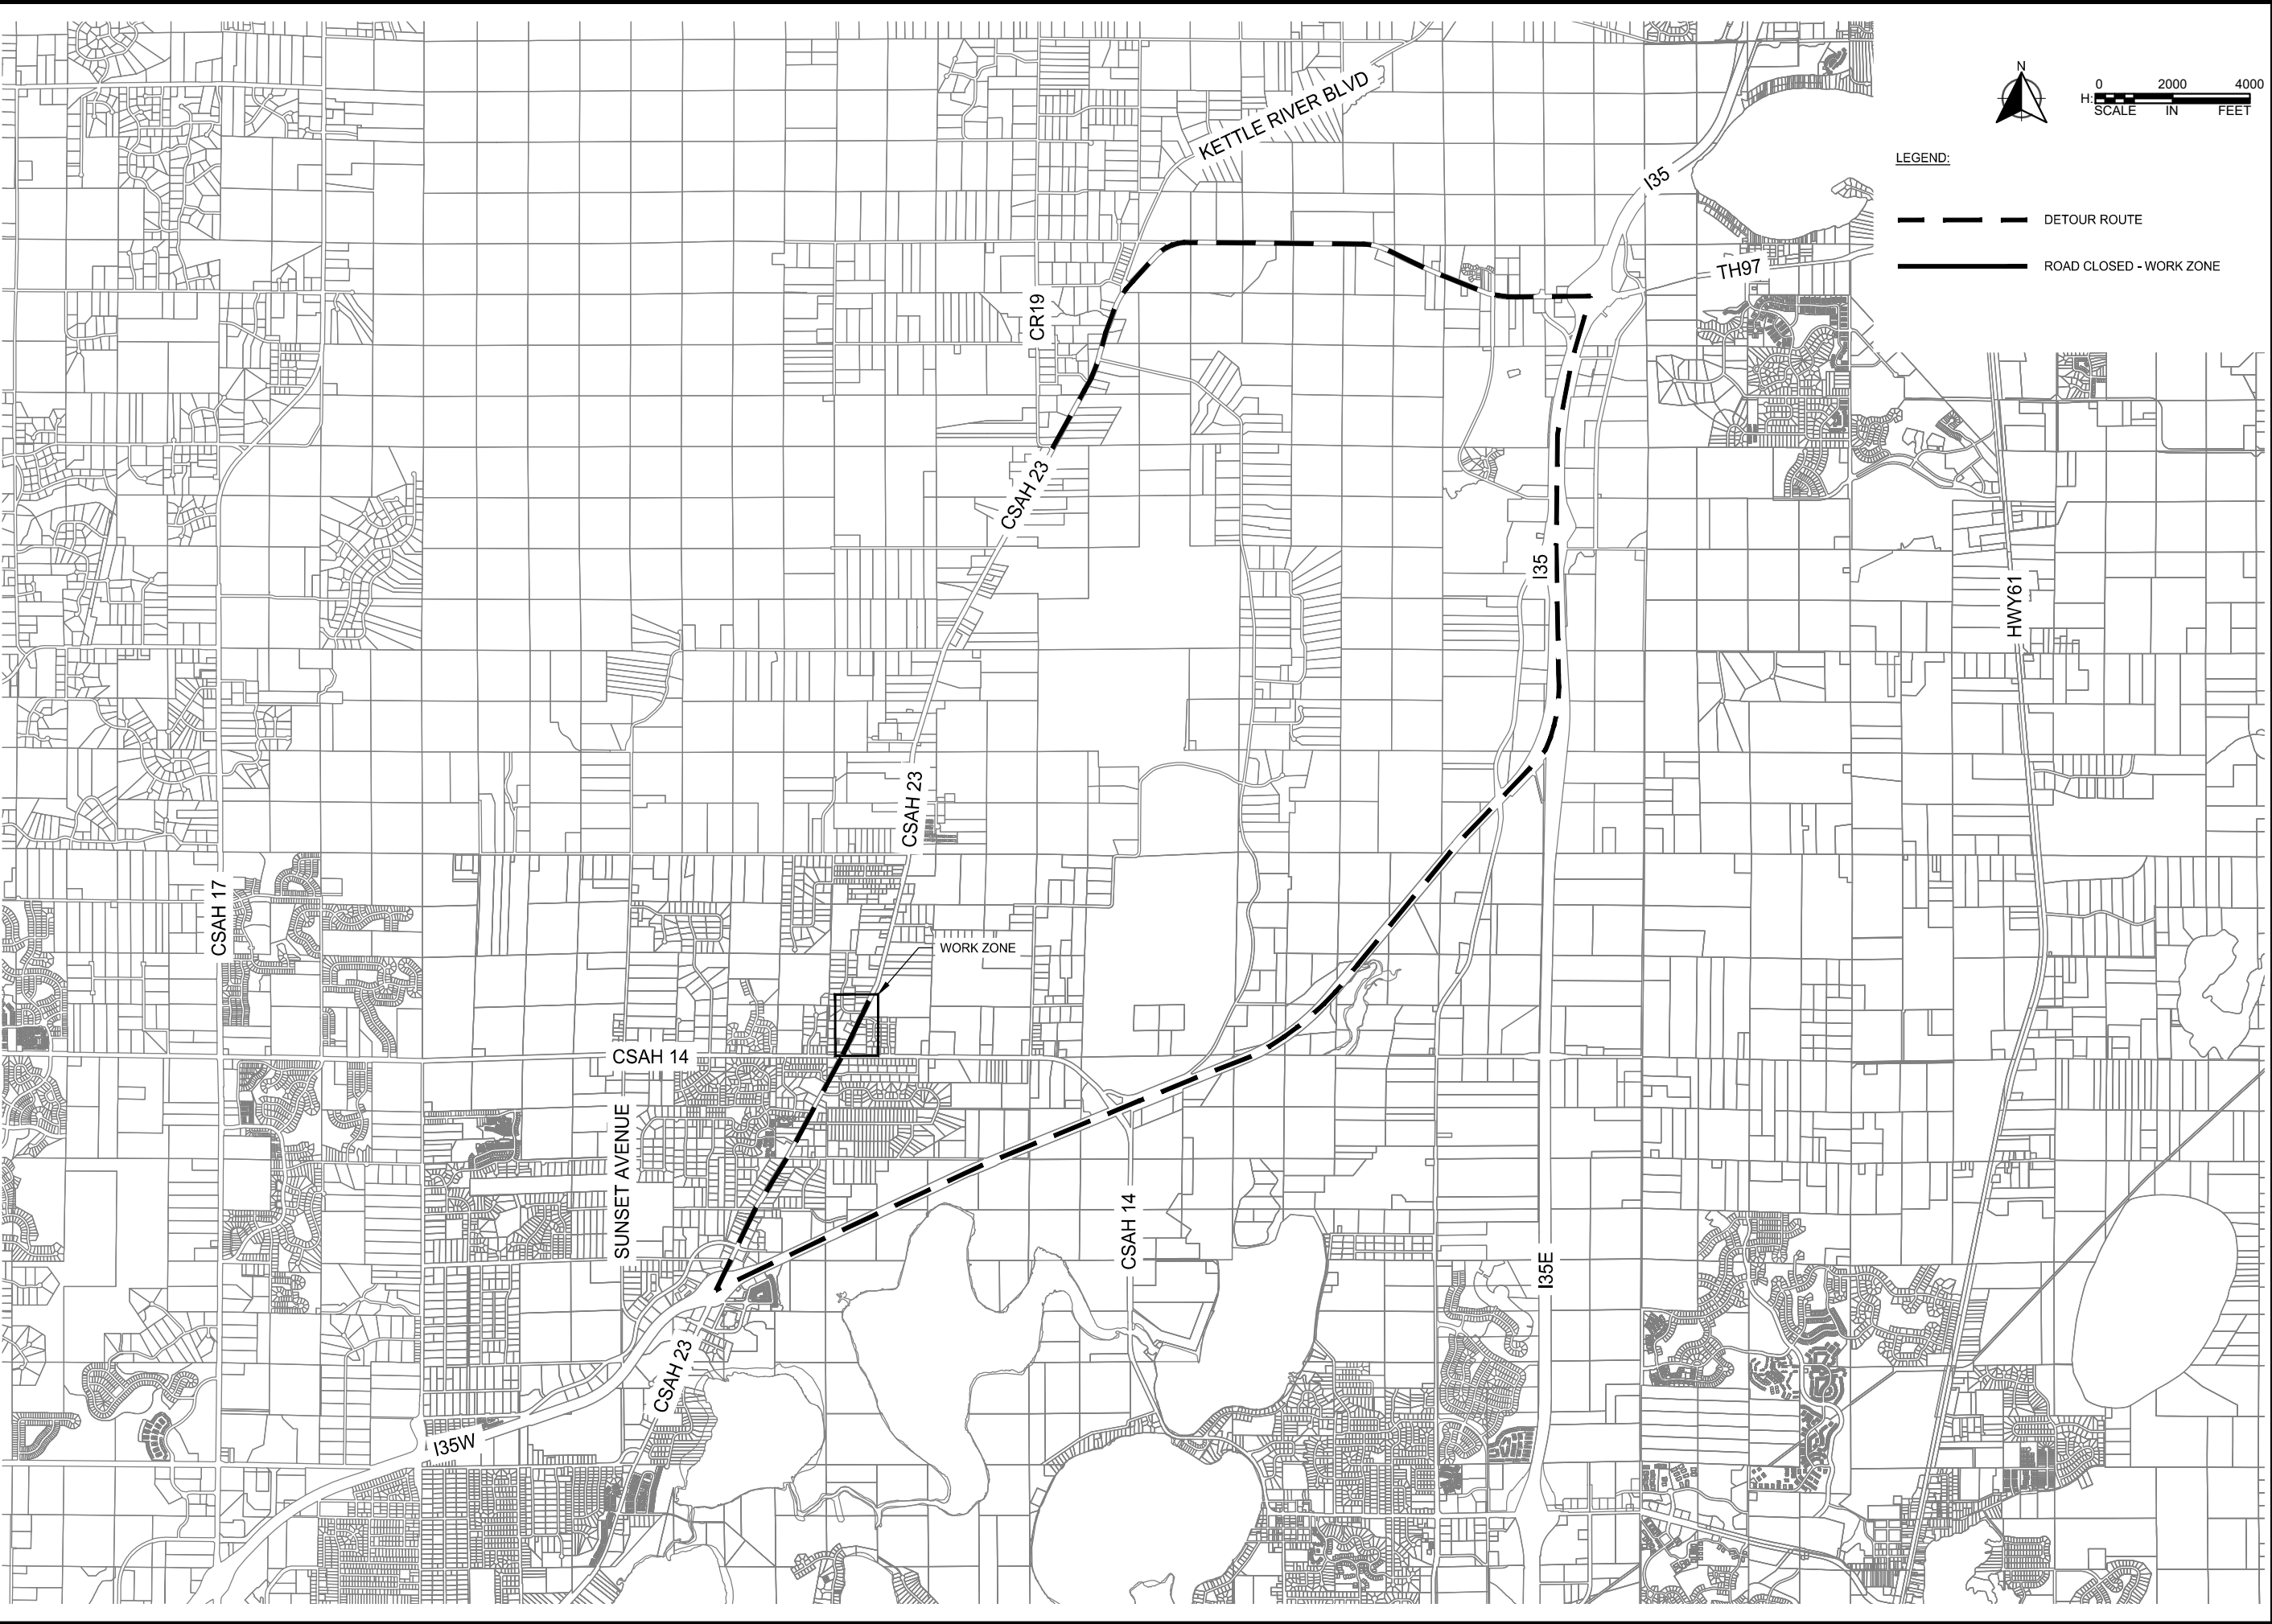 N
0 2000 4000
H:
SCALE IN FEET
KETTLE RIVER BLVD
LEGEND:
I35
DETOUR ROUTE
TH97
ROAD CLOSED - WORK ZONE
CR19
CSAH 23
I35
HWY61
CSAH 23
CSAH 17
WORK ZONE
CSAH 14
SUNSET AVENUE
CSAH 14
I35E
CSAH 23
I35W